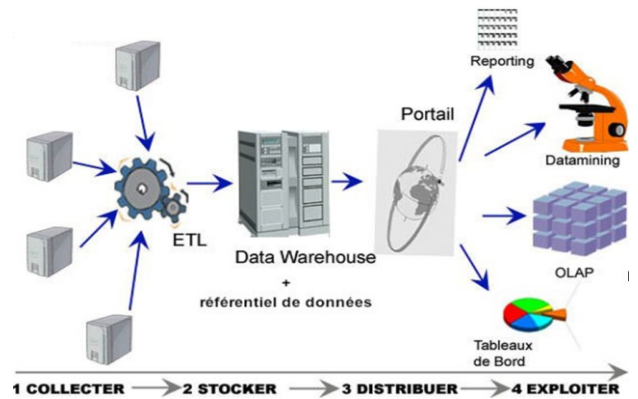 Reporting
Portail
Datamining
ETL
Data Warehouse
+
référentiel de données
OLAP
Tableaux
de Bord
1 COLLECTER 2 STOCKER 3 DISTRIBUER 4 EXPLOITER